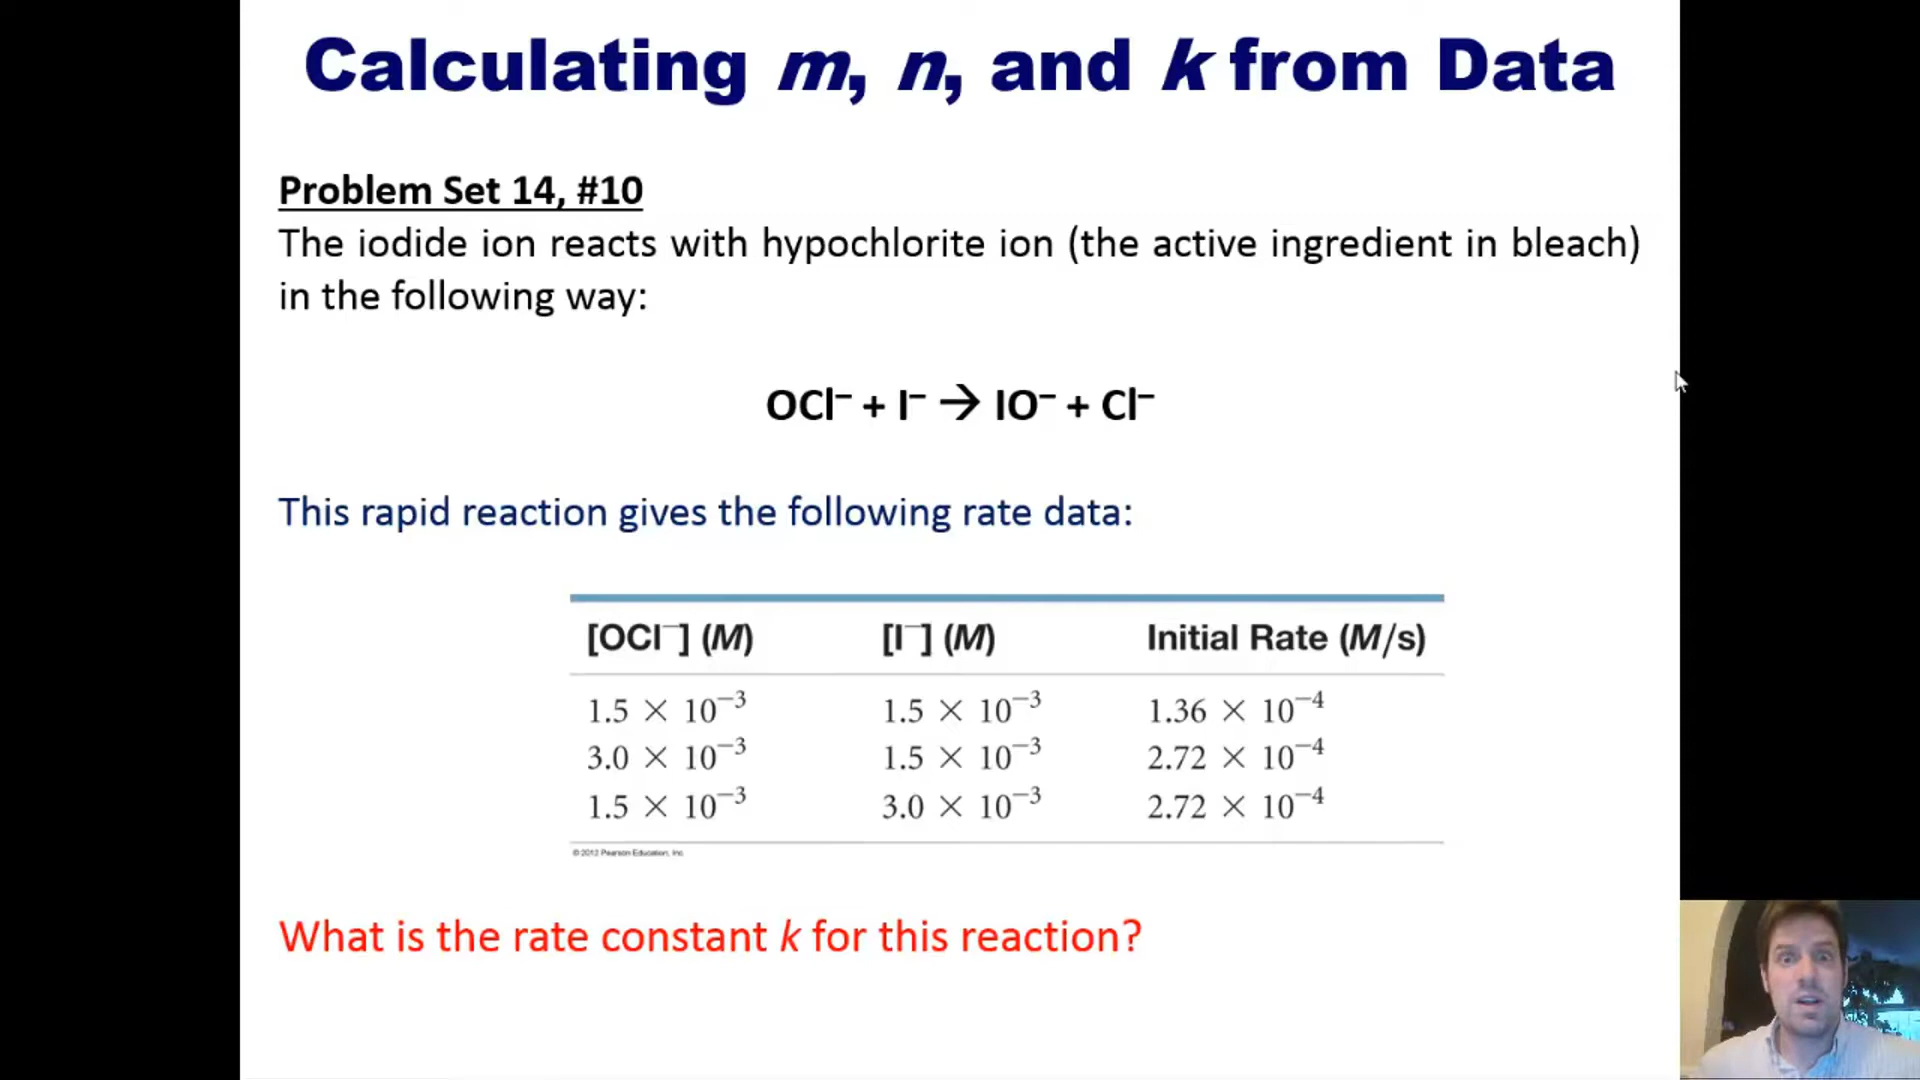 Calculating m, n, and k from Data
Problem Set 14, #10
The iodide ion reacts with hypochlorite ion (the active ingredient in bleach)
in the following way:
OCl⁻ + I⁻ → IO⁻ + Cl⁻
This rapid reaction gives the following rate data:
[OCl⁻] (M) [I⁻] (M) Initial Rate (M/s)
1.5 × 10⁻³ 1.5 × 10⁻³ 1.36 × 10⁻⁴
3.0 × 10⁻³ 1.5 × 10⁻³ 2.72 × 10⁻⁴
1.5 × 10⁻³ 3.0 × 10⁻³ 2.72 × 10⁻⁴
© 2012 Pearson Education, Inc.
What is the rate constant k for this reaction?